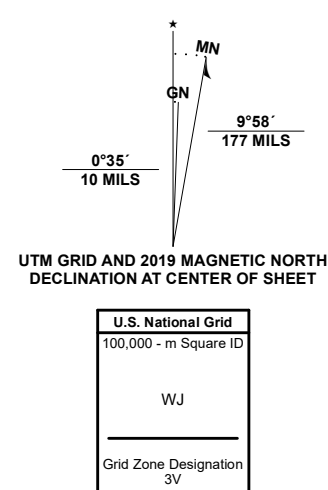 ★
MN
GN
9°58´
177 MILS
0°35´
10 MILS
UTM GRID AND 2019 MAGNETIC NORTH
DECLINATION AT CENTER OF SHEET
U.S. National Grid
100,000 - m Square ID
WJ
Grid Zone Designation
3V